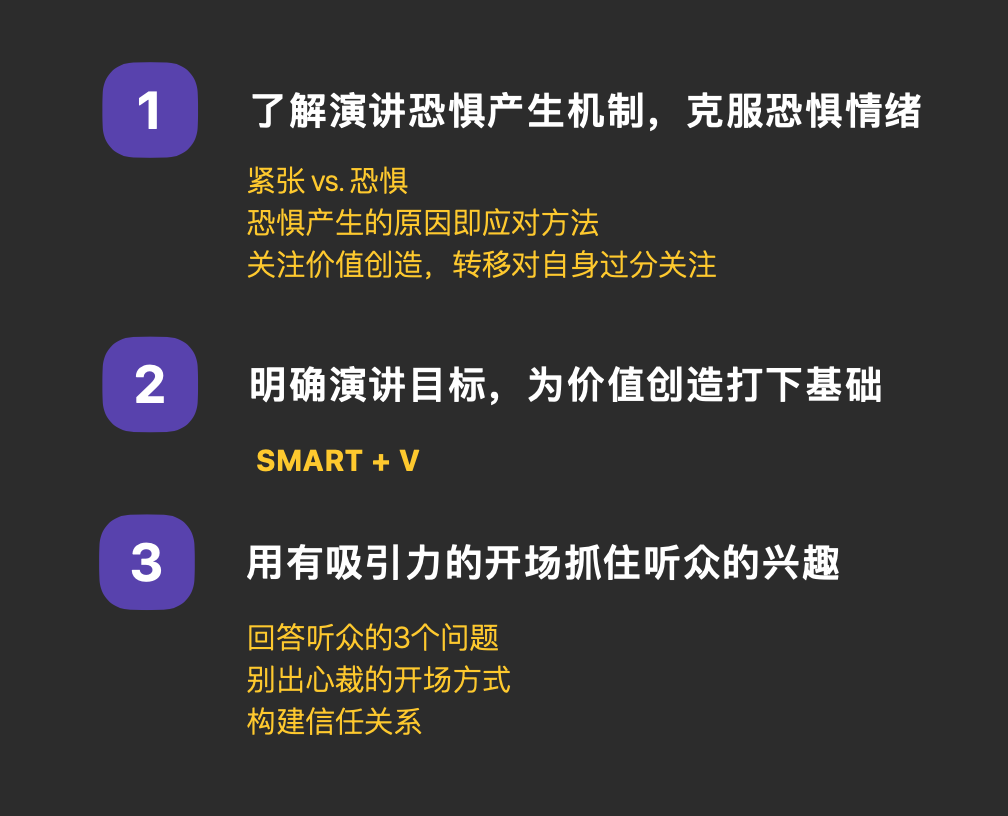 1
了解演讲恐惧产生机制，克服恐惧情绪
紧张 vs. 恐惧
恐惧产生的原因即应对方法
关注价值创造，转移对自身过分关注
2
明确演讲目标，为价值创造打下基础
SMART + V
3
用有吸引力的开场抓住听众的兴趣
回答听众的3个问题
别出心裁的开场方式
构建信任关系